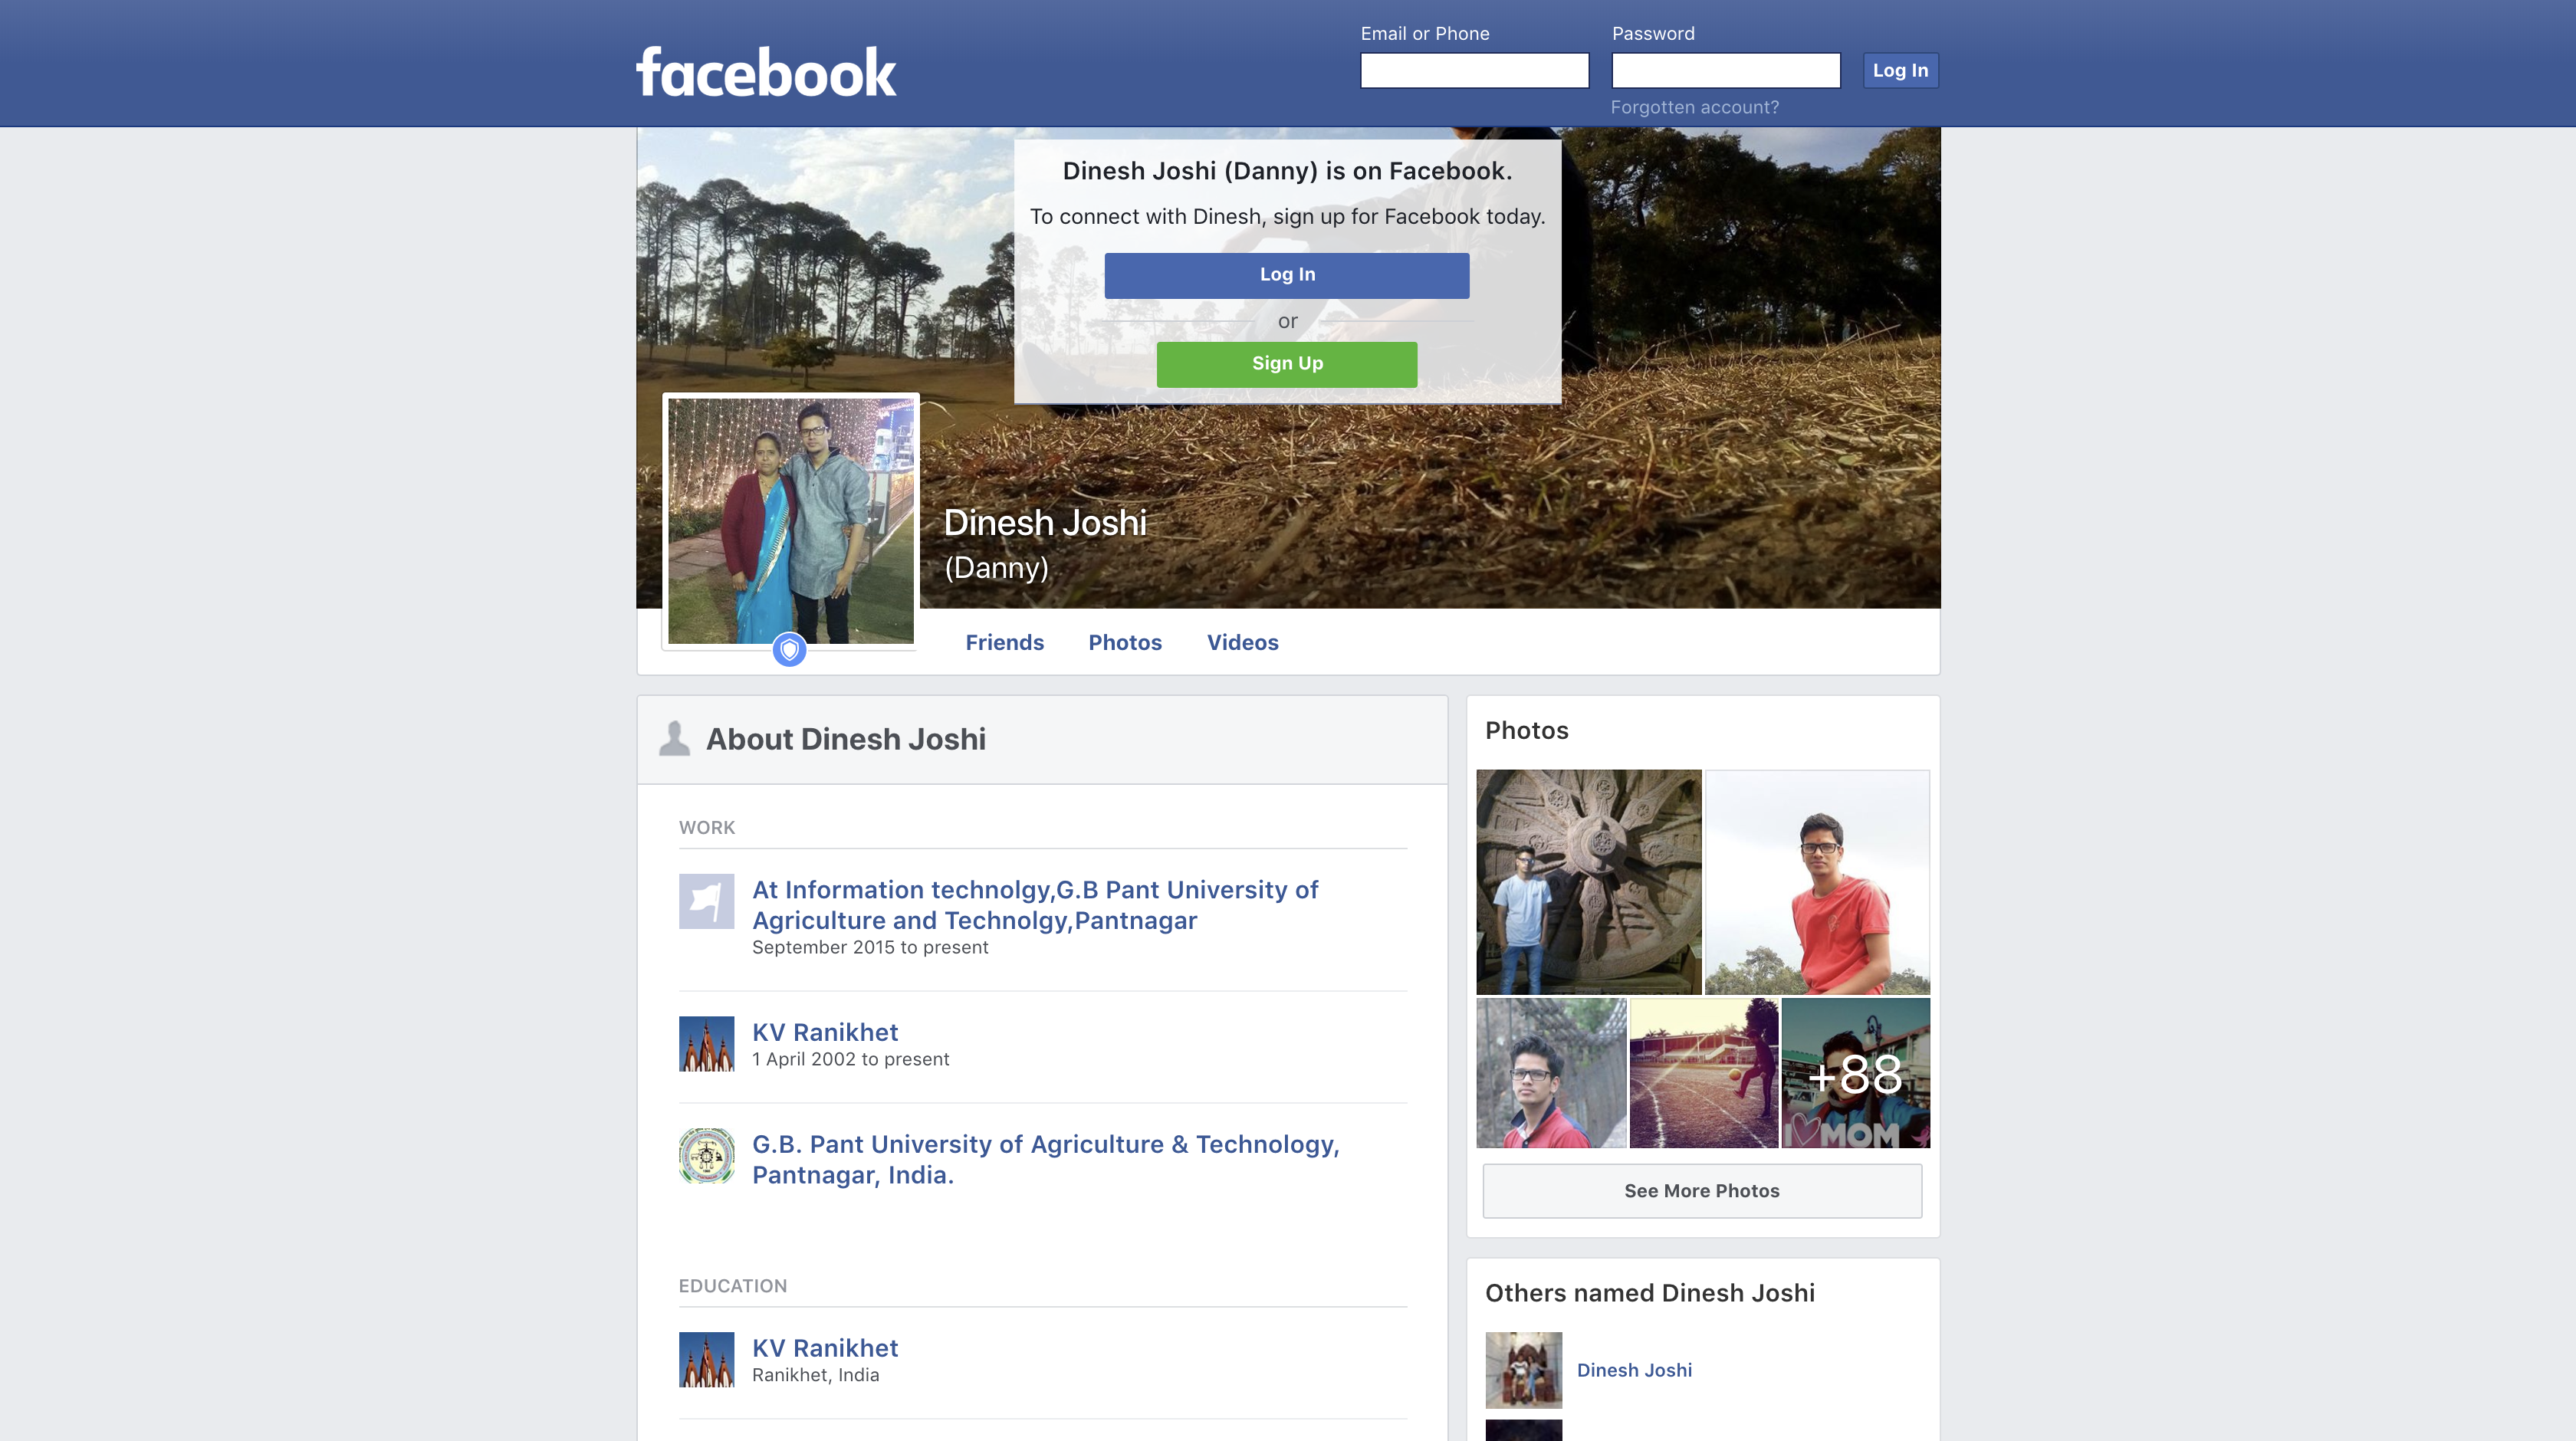 facebook
Email or Phone
Password
Log In
Forgotten account?
Dinesh Joshi (Danny) is on Facebook.
To connect with Dinesh, sign up for Facebook today.
Log In
or
Sign Up
Dinesh Joshi
(Danny)
Friends
Photos
Videos
About Dinesh Joshi
WORK
At Information technolgy,G.B Pant University of
Agriculture and Technolgy,Pantnagar
September 2015 to present
KV Ranikhet
1 April 2002 to present
G.B. Pant University of Agriculture & Technology,
Pantnagar, India.
EDUCATION
KV Ranikhet
Ranikhet, India
Photos
+88
MOM
See More Photos
Others named Dinesh Joshi
Dinesh Joshi